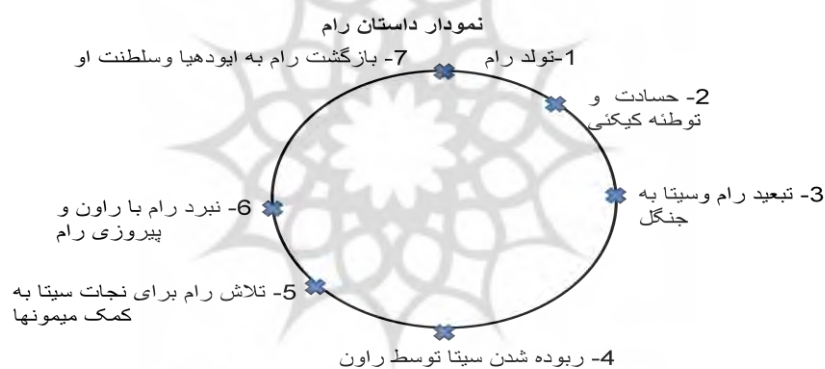 نمودار داستان رام
1-تولد رام
2- حسادت و
توطئه کیکئی
3- تبعید رام وسیتا به
جنگل
4- ربوده شدن سیتا توسط راون
5- تلاش رام برای نجات سیتا به
کمک میمونها
6- نبرد رام با راون و
پیروزی رام
7- بازگشت رام به ایودهیا وسلطنت او